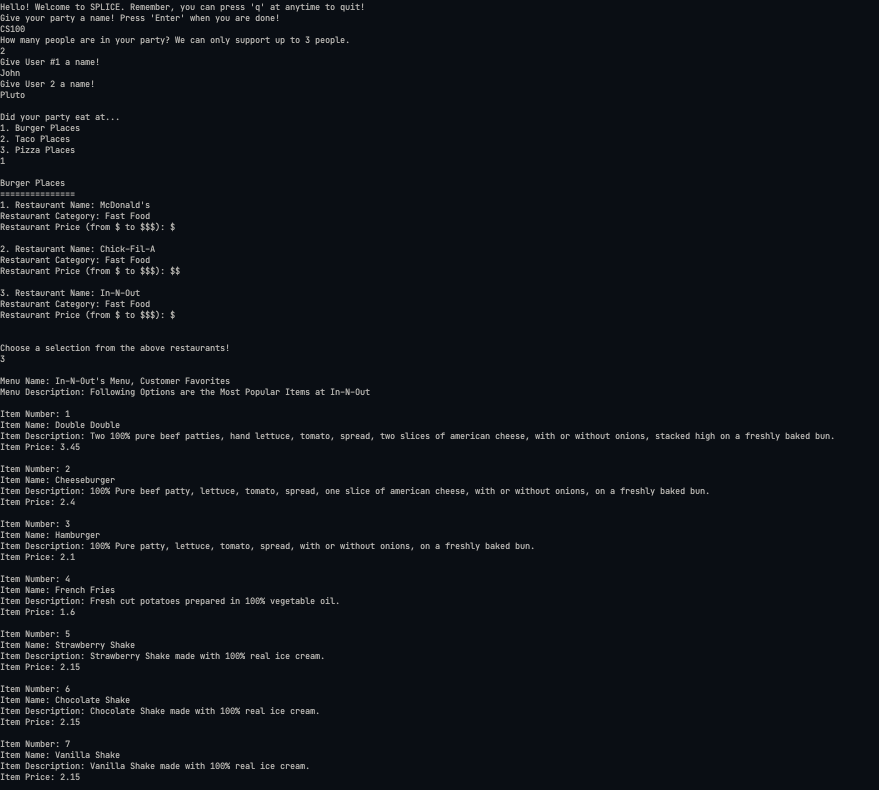 Hello! Welcome to SPLICE. Remember, you can press 'q' at anytime to quit!
Give your party a name! Press 'Enter' when you are done!
CS100
How many people are in your party? We can only support up to 3 people.
2
Give User #1 a name!
John
Give User 2 a name!
Pluto
Did your party eat at...
1. Burger Places
2. Taco Places
3. Pizza Places
1
Burger Places
===============
1. Restaurant Name: McDonald's
Restaurant Category: Fast Food
Restaurant Price (from $ to $$$): $
2. Restaurant Name: Chick-Fil-A
Restaurant Category: Fast Food
Restaurant Price (from $ to $$$): $$
3. Restaurant Name: In-N-Out
Restaurant Category: Fast Food
Restaurant Price (from $ to $$$): $
Choose a selection from the above restaurants!
3
Menu Name: In-N-Out's Menu, Customer Favorites
Menu Description: Following Options are the Most Popular Items at In-N-Out
Item Number: 1
Item Name: Double Double
Item Description: Two 100% pure beef patties, hand lettuce, tomato, spread, two slices of american cheese, with or without onions, stacked high on a freshly baked bun.
Item Price: 3.45
Item Number: 2
Item Name: Cheeseburger
Item Description: 100% Pure beef patty, lettuce, tomato, spread, one slice of american cheese, with or without onions, on a freshly baked bun.
Item Price: 2.4
Item Number: 3
Item Name: Hamburger
Item Description: 100% Pure patty, lettuce, tomato, spread, with or without onions, on a freshly baked bun.
Item Price: 2.1
Item Number: 4
Item Name: French Fries
Item Description: Fresh cut potatoes prepared in 100% vegetable oil.
Item Price: 1.6
Item Number: 5
Item Name: Strawberry Shake
Item Description: Strawberry Shake made with 100% real ice cream.
Item Price: 2.15
Item Number: 6
Item Name: Chocolate Shake
Item Description: Chocolate Shake made with 100% real ice cream.
Item Price: 2.15
Item Number: 7
Item Name: Vanilla Shake
Item Description: Vanilla Shake made with 100% real ice cream.
Item Price: 2.15